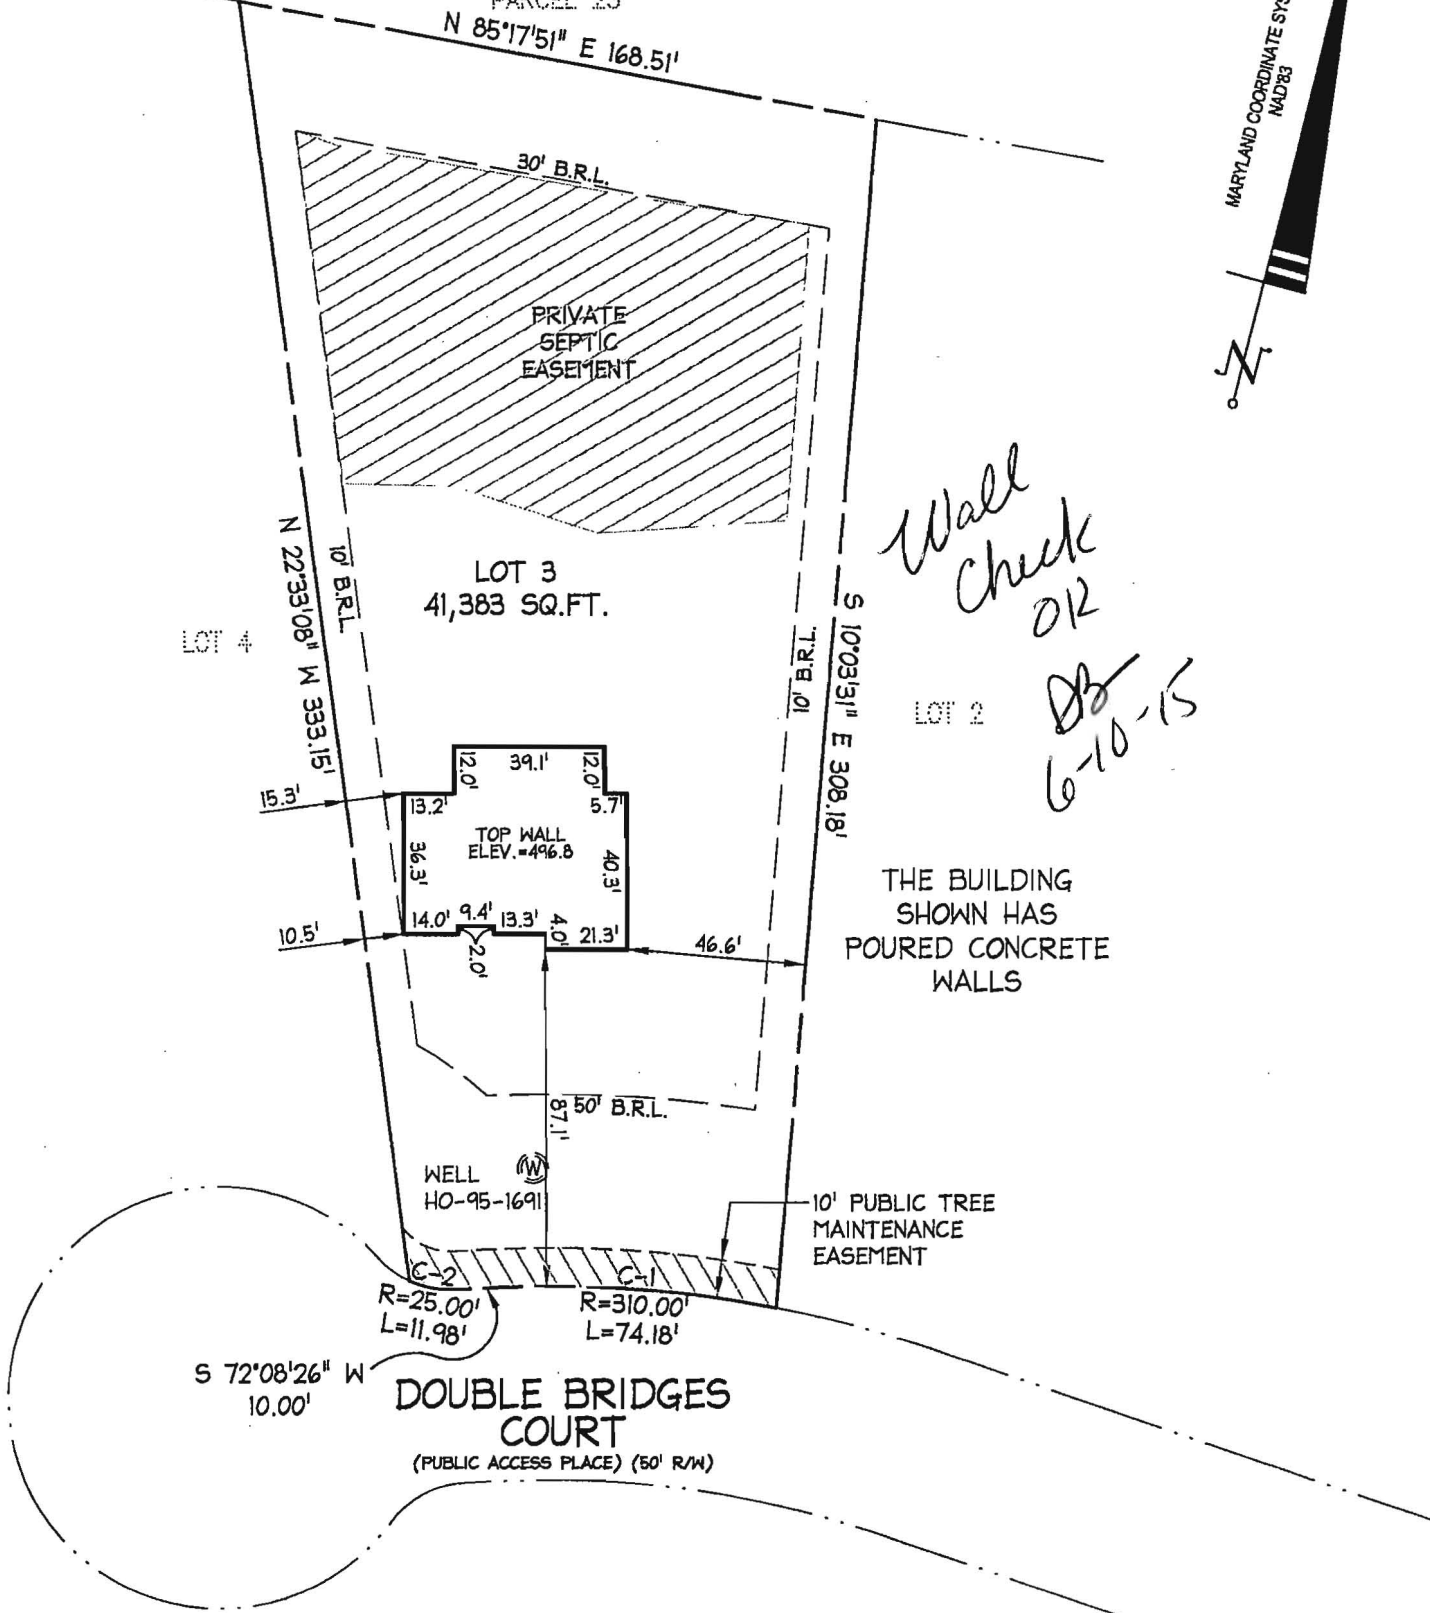 PARCEL 25
N 85°17'51" E 168.51'
MARYLAND COORDINATE SYS
NAD'83
N
30' B.R.L.
PRIVATE
SEPTIC
EASEMENT
Wall
Check
OK
DB
6-10-15
LOT 3
41,383 SQ.FT.
LOT 4
N 22°33'08" W 333.15'
10' B.R.L.
10' B.R.L.
S 10°03'31" E 308.18'
LOT 2
12.0'
39.1'
12.0'
15.3'
13.2'
5.7'
TOP WALL
ELEV.=496.8
36.3'
40.3'
14.0'
9.4'
13.3'
4.0'
21.3'
2.0'
10.5'
46.6'
THE BUILDING
SHOWN HAS
POURED CONCRETE
WALLS
50' B.R.L.
87.1'
WELL
HO-95-1691
W
10' PUBLIC TREE
MAINTENANCE
EASEMENT
C-2
R=25.00'
L=11.98'
C-1
R=310.00'
L=74.18'
S 72°08'26" W
10.00'
DOUBLE BRIDGES
COURT
(PUBLIC ACCESS PLACE) (50' R/W)